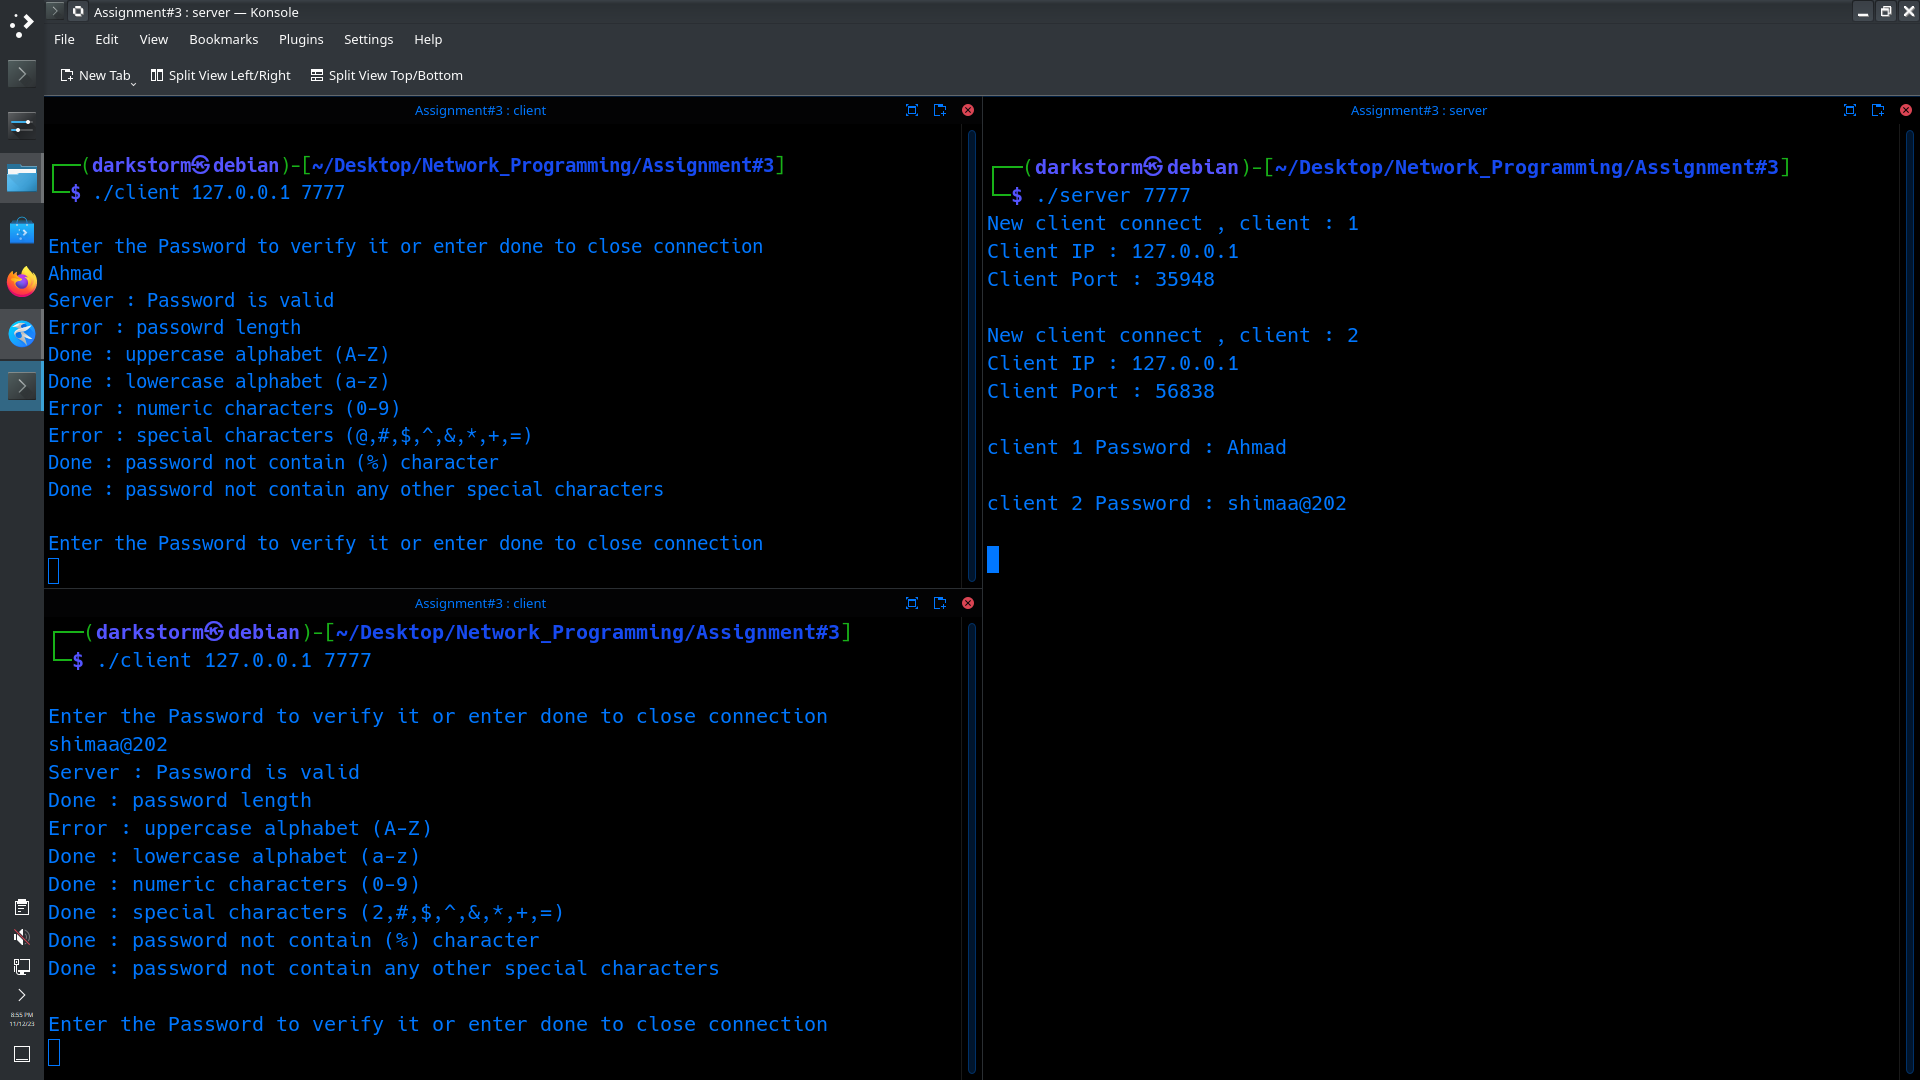 Assignment#3 : server — Konsole
File Edit View Bookmarks Plugins Settings Help
New Tab Split View Left/Right Split View Top/Bottom
Assignment#3 : client
┌──(darkstorm㉿debian)-[~/Desktop/Network_Programming/Assignment#3]
└─$ ./client 127.0.0.1 7777
Enter the Password to verify it or enter done to close connection
Ahmad
Server : Password is valid
Error : passowrd length
Done : uppercase alphabet (A-Z)
Done : lowercase alphabet (a-z)
Error : numeric characters (0-9)
Error : special characters (@,#,$,^,&,*,+,=)
Done : password not contain (%) character
Done : password not contain any other special characters
Enter the Password to verify it or enter done to close connection
Assignment#3 : client
┌──(darkstorm㉿debian)-[~/Desktop/Network_Programming/Assignment#3]
└─$ ./client 127.0.0.1 7777
Enter the Password to verify it or enter done to close connection
shimaa@202
Server : Password is valid
Done : password length
Error : uppercase alphabet (A-Z)
Done : lowercase alphabet (a-z)
Done : numeric characters (0-9)
Done : special characters (2,#,$,^,&,*,+,=)
Done : password not contain (%) character
Done : password not contain any other special characters
Enter the Password to verify it or enter done to close connection
Assignment#3 : server
┌──(darkstorm㉿debian)-[~/Desktop/Network_Programming/Assignment#3]
└─$ ./server 7777
New client connect , client : 1
Client IP : 127.0.0.1
Client Port : 35948
New client connect , client : 2
Client IP : 127.0.0.1
Client Port : 56838
client 1 Password : Ahmad
client 2 Password : shimaa@202
8:55 PM
11/12/23